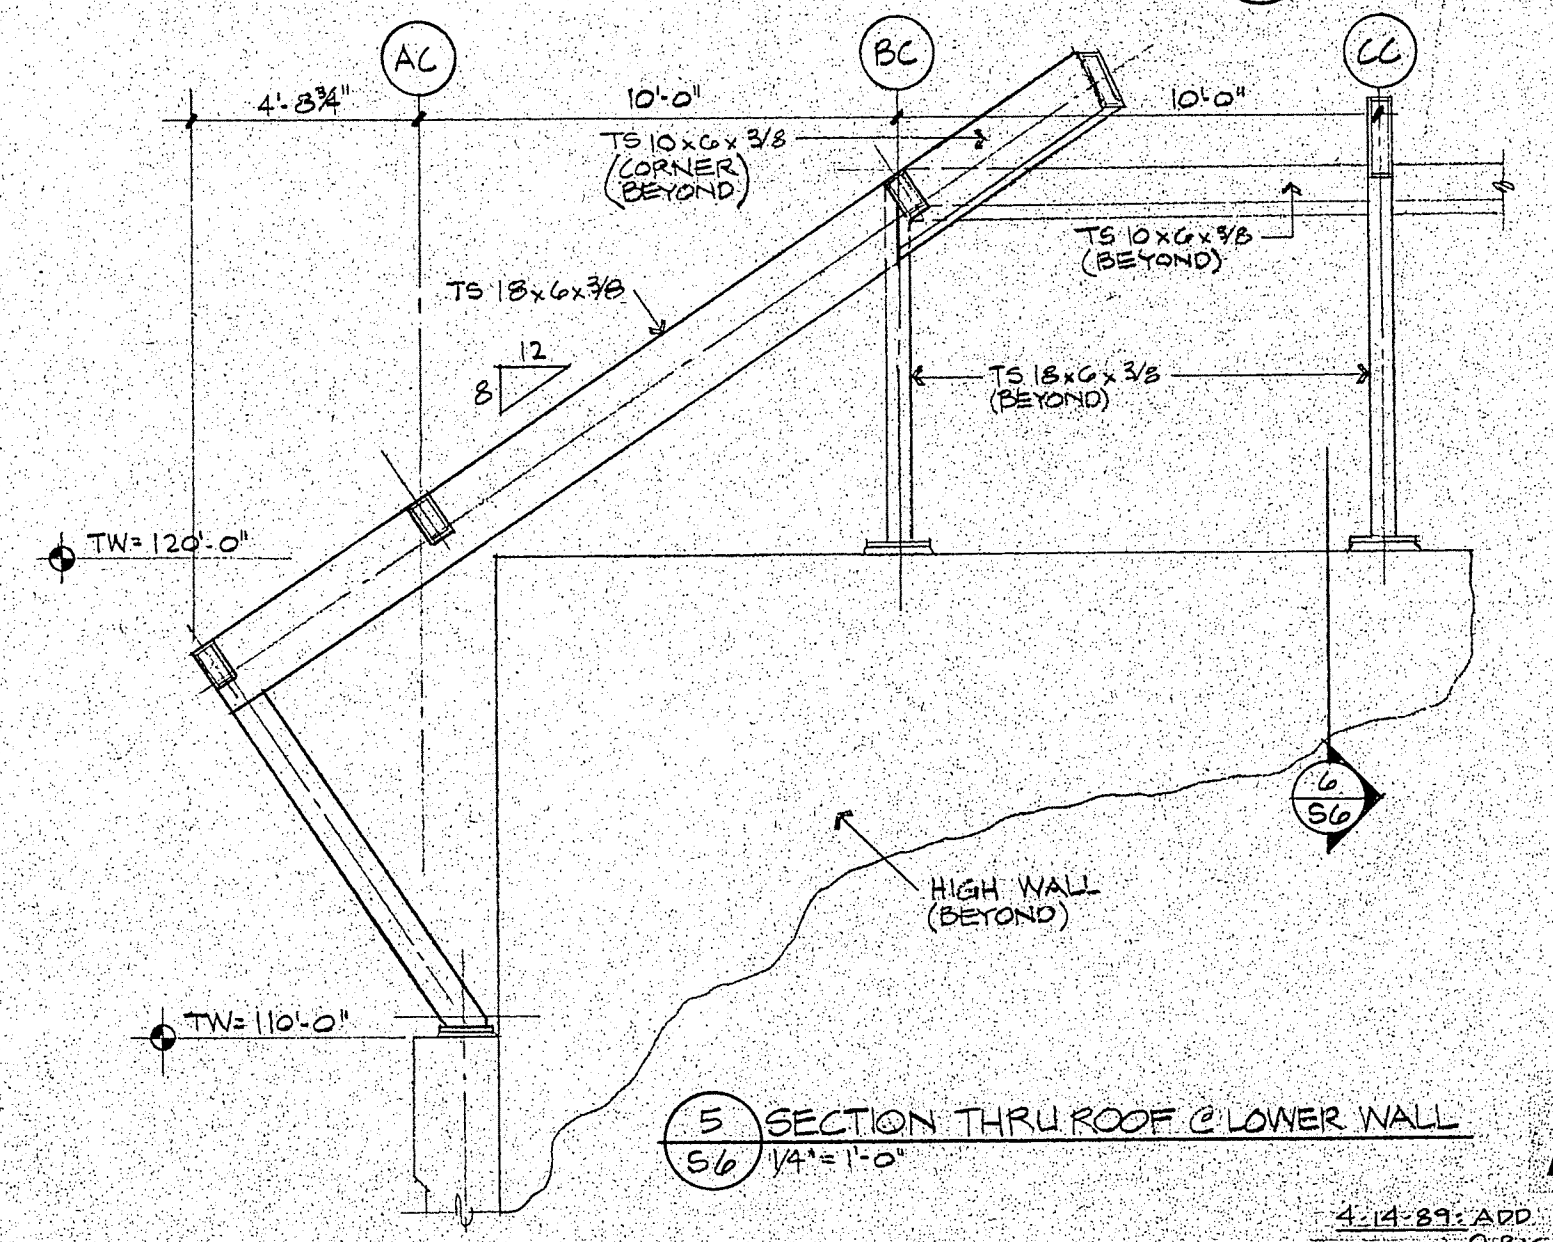 AC
BC
CC
4'-8 3/4"
10'-0"
10'-0"
TS 10x6x3/8
(CORNER)
(BEYOND)
TS 10x6x3/8
(BEYOND)
TS 18x6x3/8
12
8
TS 18x6x3/8
(BEYOND)
TW=120'-0"
6
S6
HIGH WALL
(BEYOND)
TW=110'-0"
5
S6
SECTION THRU ROOF @ LOWER WALL
1/4"=1'-0"
4-14-89: ADD